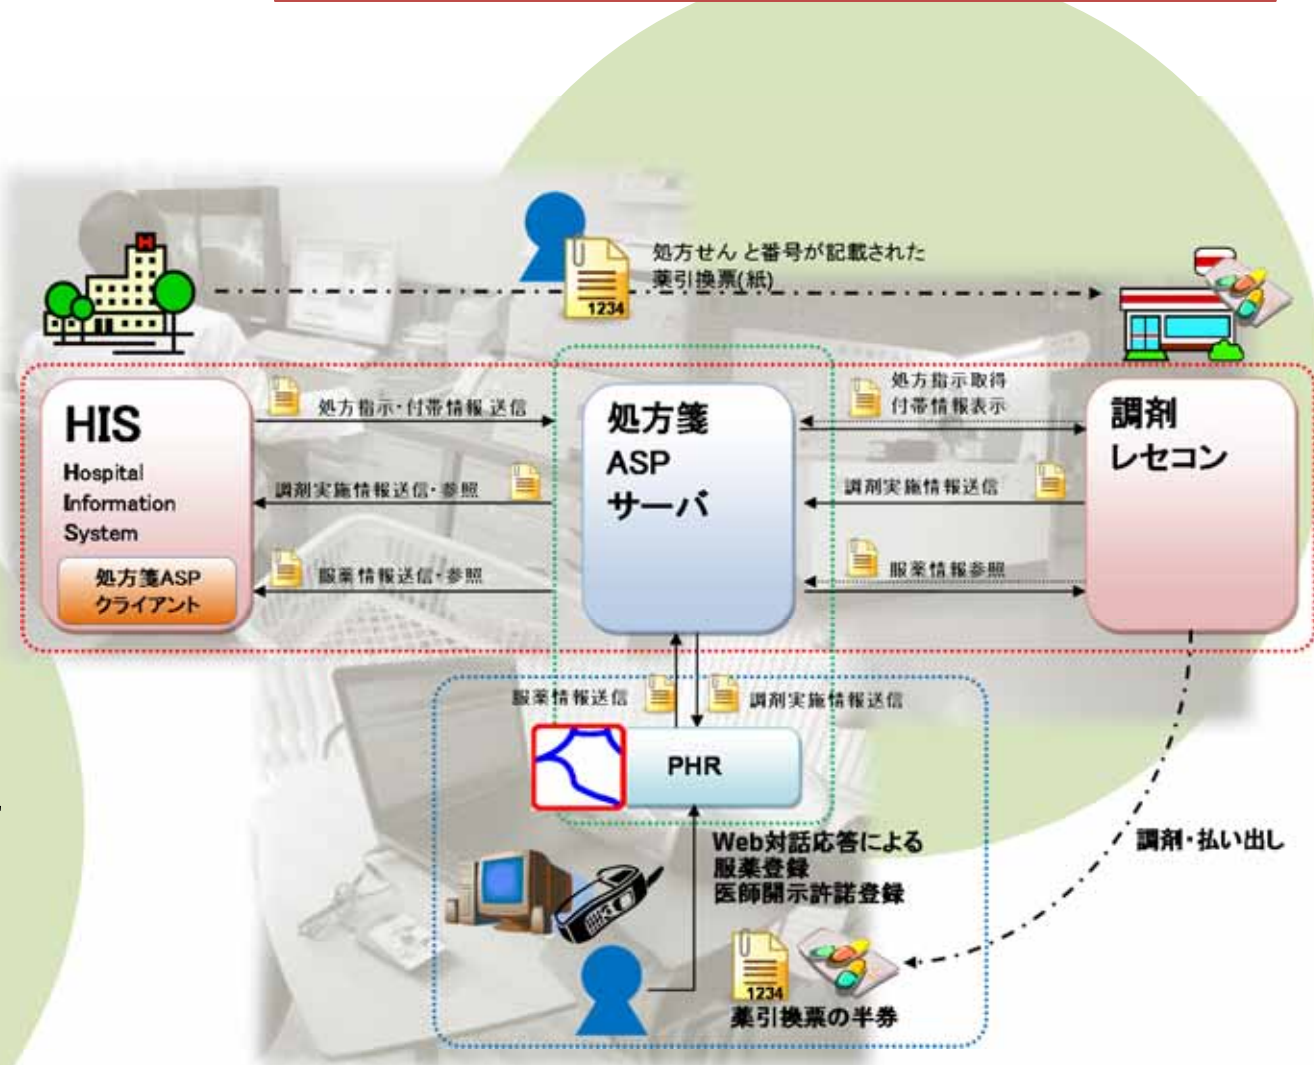 処方せんと番号が記載された
薬引換票(紙)
1234
H
HIS
Hospital
Information
System
処方箋ASP
クライアント
処方指示・付帯情報 送信
調剤実施情報送信・参照
服薬情報送信・参照
処方箋
ASP
サーバ
処方指示取得
付帯情報表示
調剤実施情報送信
服薬情報参照
調剤
レセコン
服薬情報送信
調剤実施情報送信
PHR
Web対話応答による
服薬登録
医師開示許諾登録
調剤・払い出し
1234
薬引換票の半券